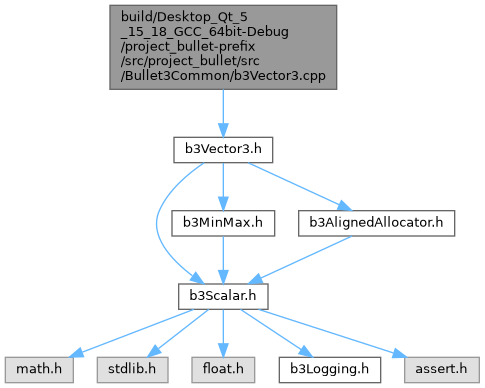 build/Desktop_Qt_5
_15_18_GCC_64bit-Debug
/project_bullet-prefix
/src/project_bullet/src
/Bullet3Common/b3Vector3.cpp
b3Vector3.h
b3MinMax.h
b3AlignedAllocator.h
b3Scalar.h
math.h
stdlib.h
float.h
b3Logging.h
assert.h